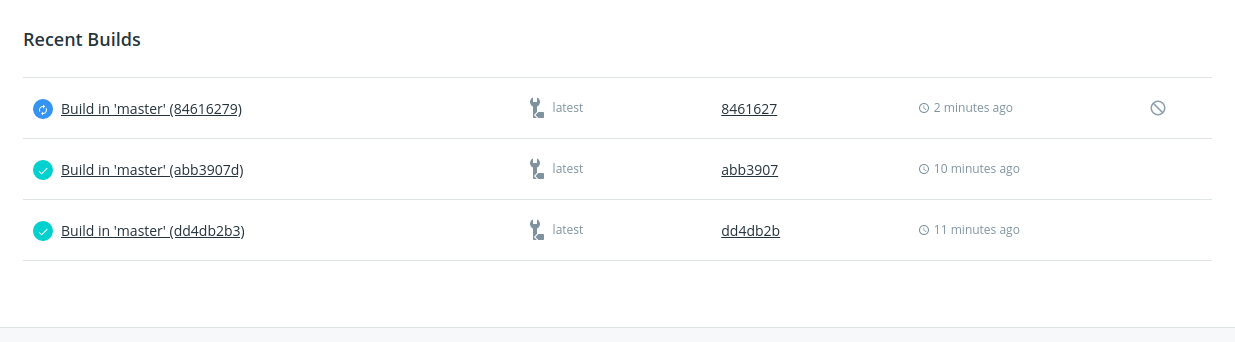 Recent Builds
Build in 'master' (84616279) latest 8461627 2 minutes ago
Build in 'master' (abb3907d) latest abb3907 10 minutes ago
Build in 'master' (dd4db2b3) latest dd4db2b 11 minutes ago